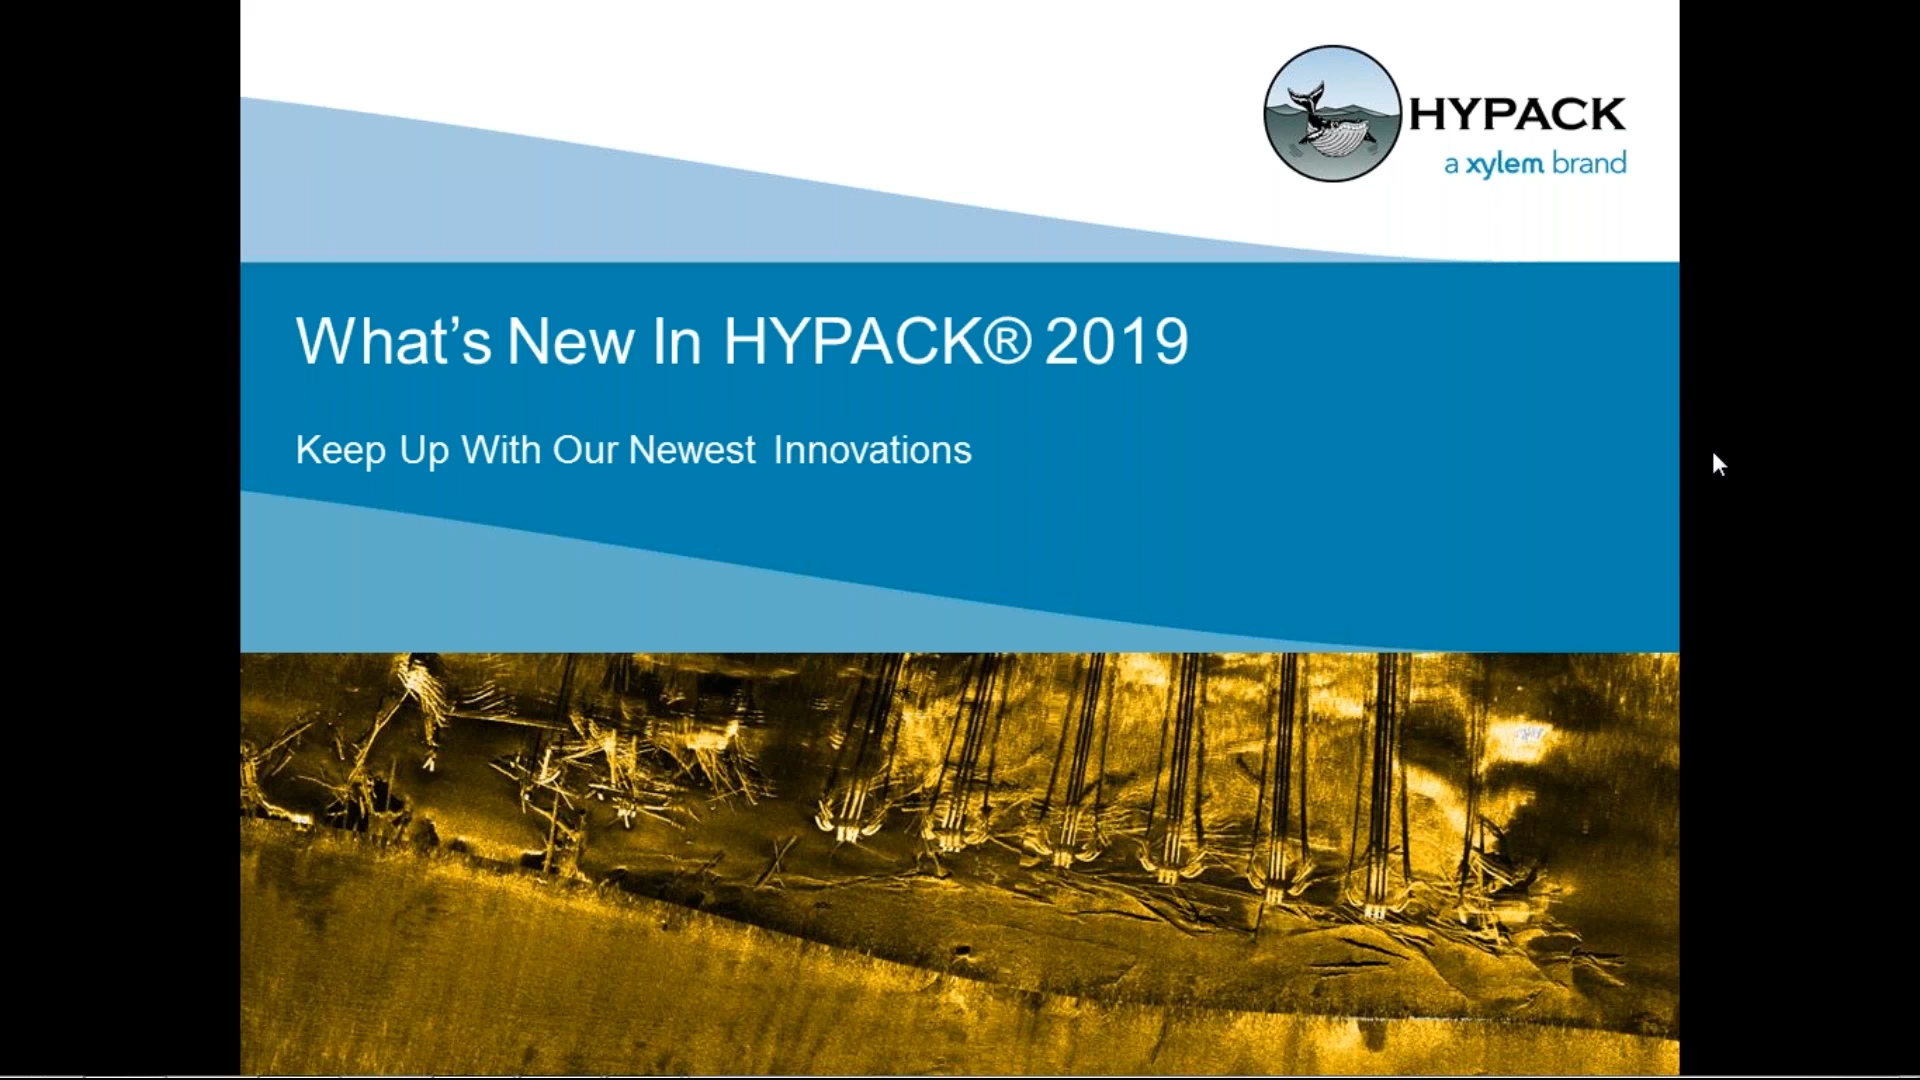 HYPACK
a xylem brand
What's New In HYPACK® 2019
Keep Up With Our Newest Innovations